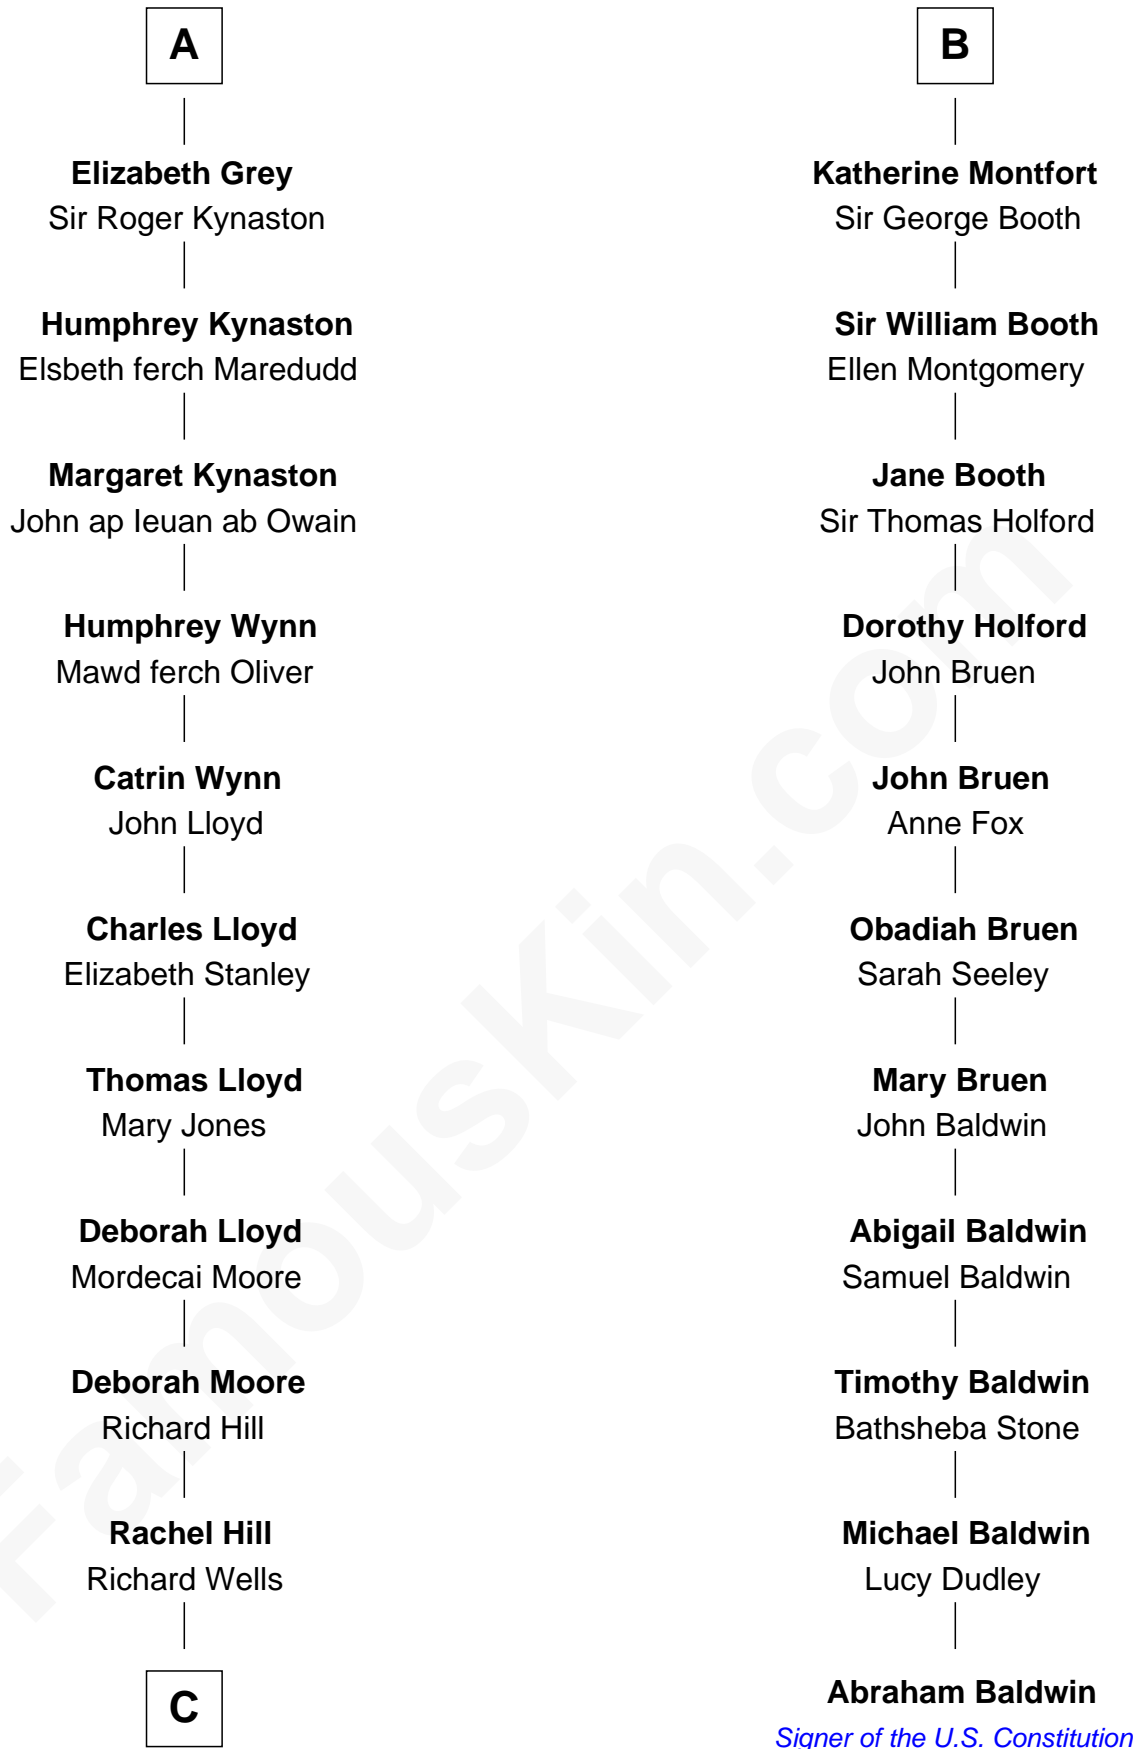 A
Elizabeth Grey
Sir Roger Kynaston
Humphrey Kynaston
Elsbeth ferch Maredudd
Margaret Kynaston
John ap Ieuan ab Owain
Humphrey Wynn
Mawd ferch Oliver
Catrin Wynn
John Lloyd
Charles Lloyd
Elizabeth Stanley
Thomas Lloyd
Mary Jones
Deborah Lloyd
Mordecai Moore
Deborah Moore
Richard Hill
Rachel Hill
Richard Wells
C
B
Katherine Montfort
Sir George Booth
Sir William Booth
Ellen Montgomery
Jane Booth
Sir Thomas Holford
Dorothy Holford
John Bruen
John Bruen
Anne Fox
Obadiah Bruen
Sarah Seeley
Mary Bruen
John Baldwin
Abigail Baldwin
Samuel Baldwin
Timothy Baldwin
Bathsheba Stone
Michael Baldwin
Lucy Dudley
Abraham Baldwin
Signer of the U.S. Constitution
FamousKin.com